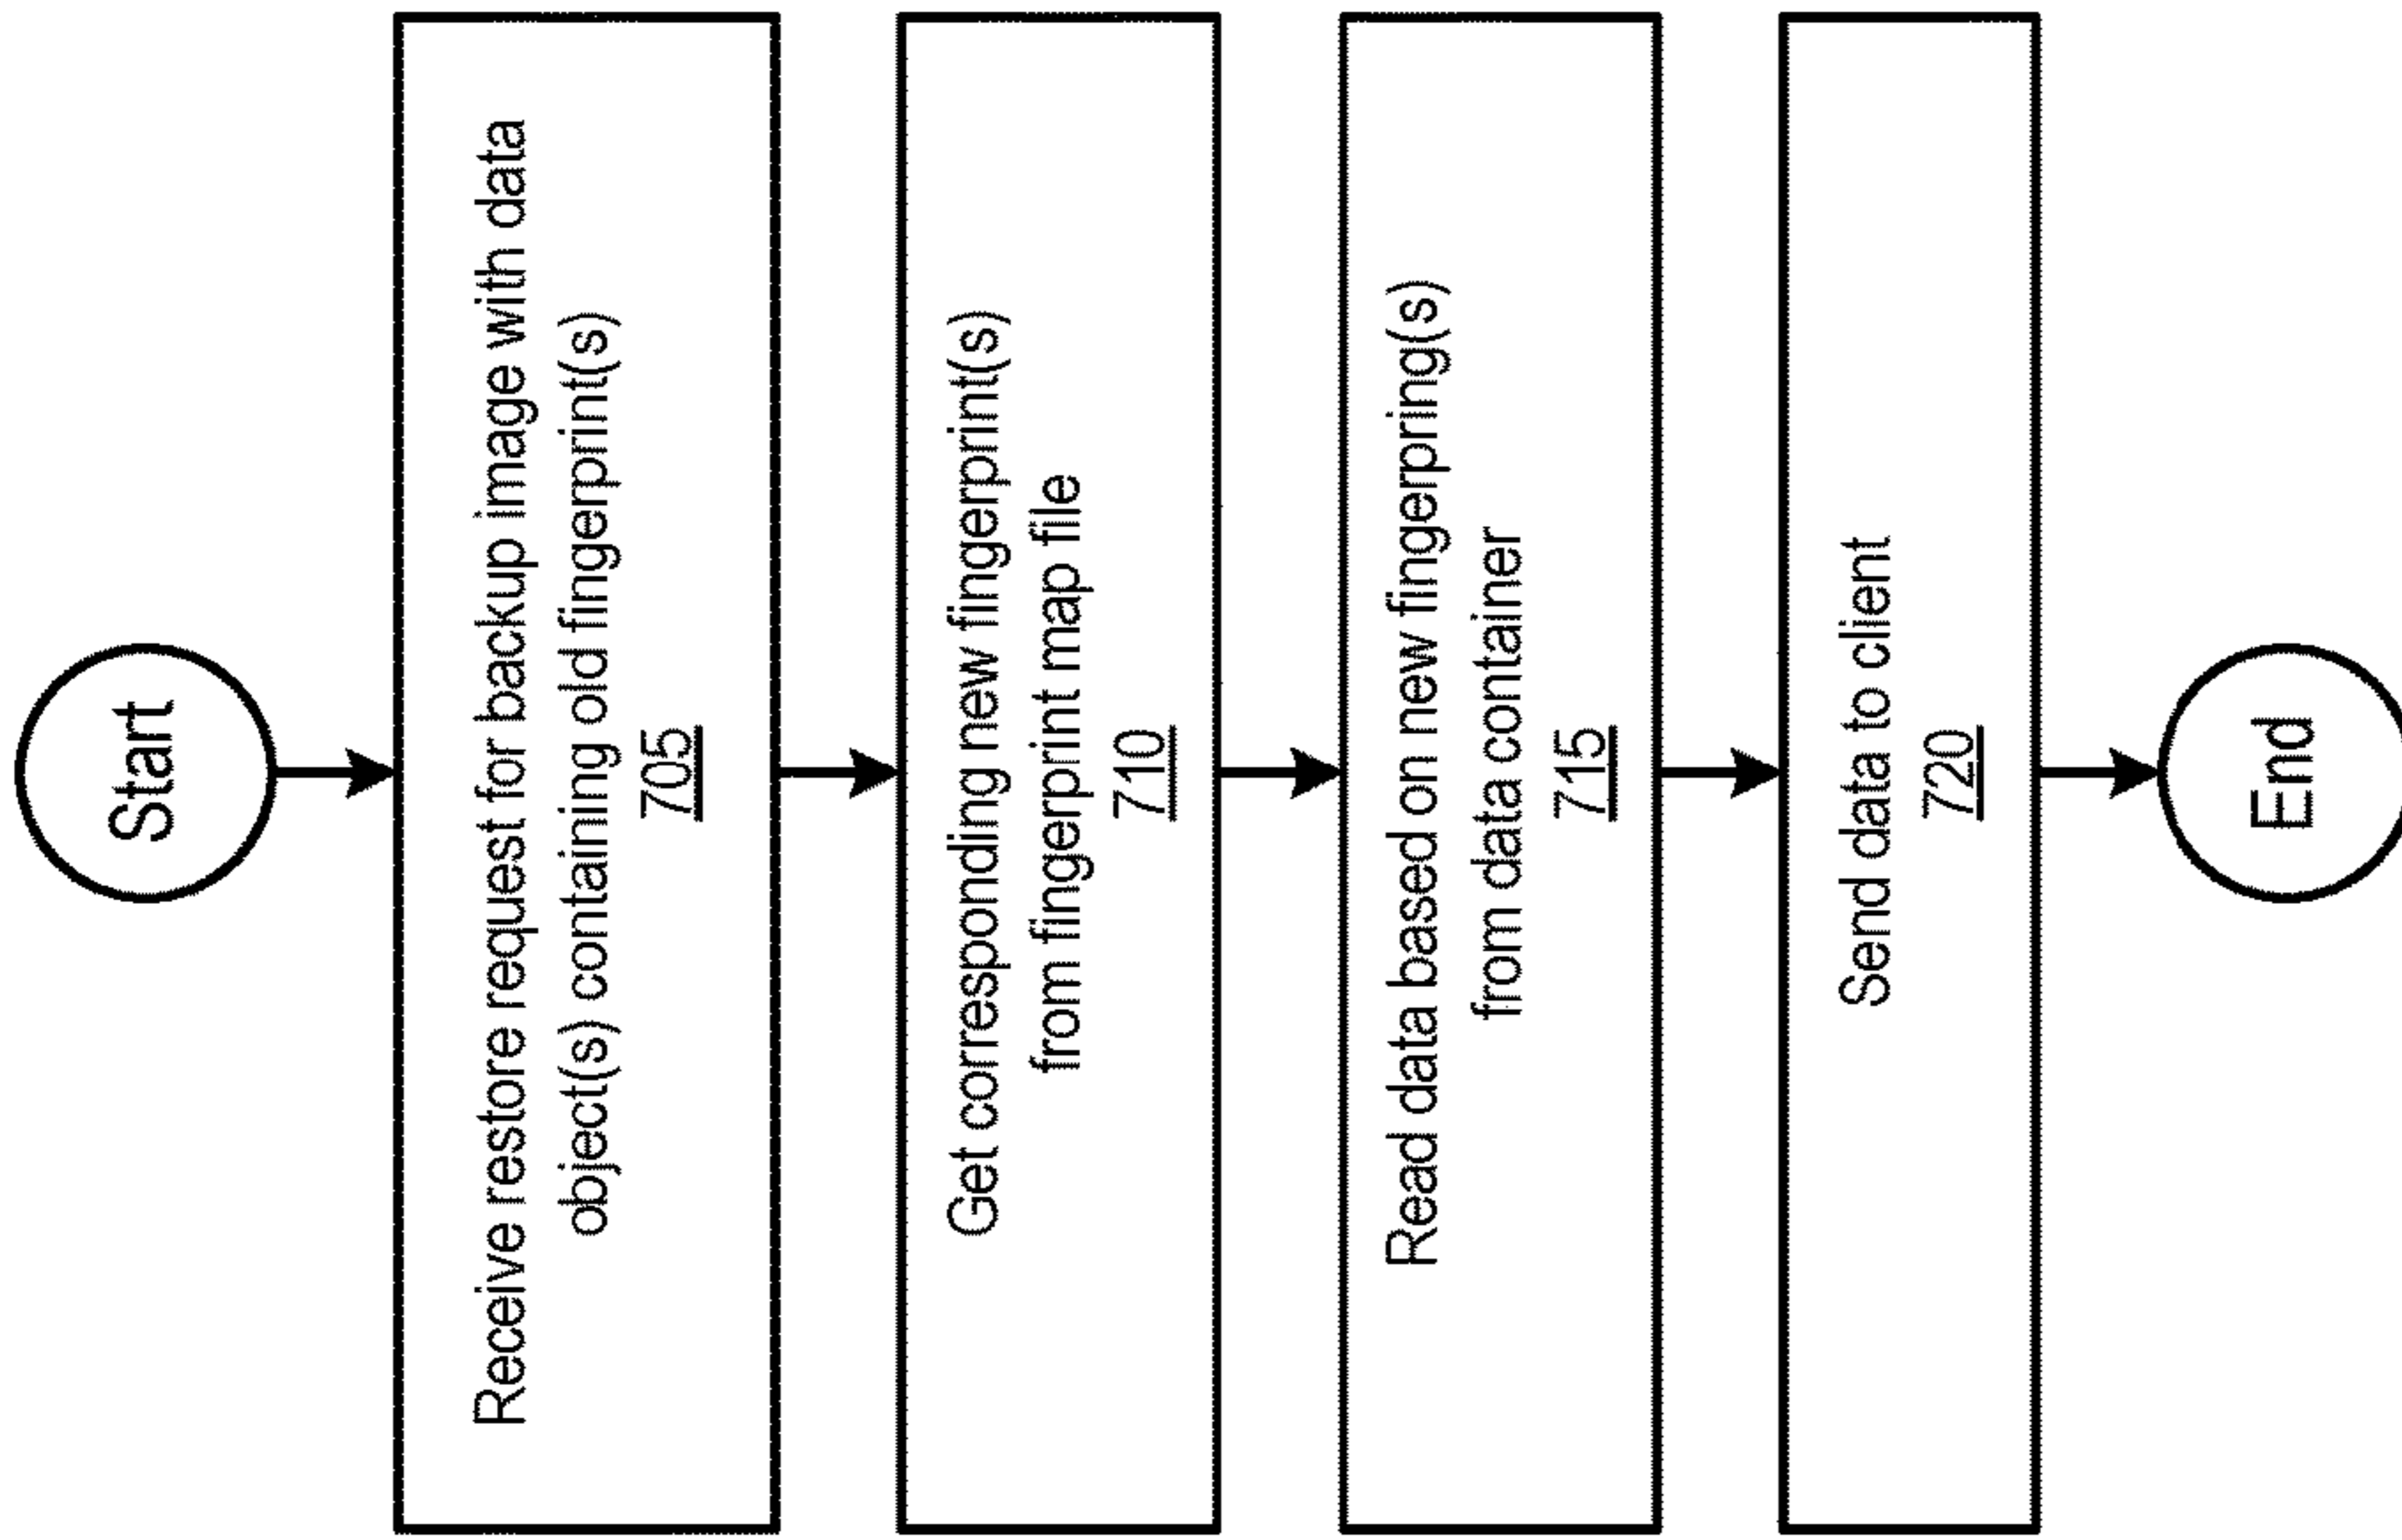 Start
Receive restore request for backup image with data
object(s) containing old fingerprint(s)
705
Get corresponding new fingerprint(s)
from fingerprint map file
710
Read data based on new fingerpring(s)
from data container
715
Send data to client
720
End